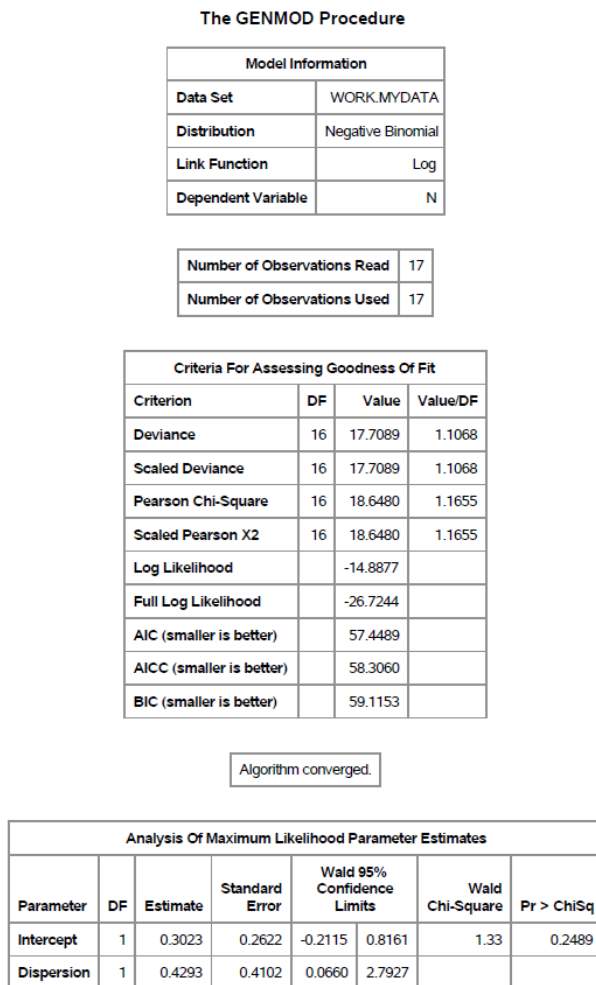 The GENMOD Procedure
Model Information
Data Set WORK.MYDATA
Distribution Negative Binomial
Link Function Log
Dependent Variable N
Number of Observations Read 17
Number of Observations Used 17
Criteria For Assessing Goodness Of Fit
Criterion DF Value Value/DF
Deviance 16 17.7089 1.1068
Scaled Deviance 16 17.7089 1.1068
Pearson Chi-Square 16 18.6480 1.1655
Scaled Pearson X2 16 18.6480 1.1655
Log Likelihood -14.8877
Full Log Likelihood -26.7244
AIC (smaller is better) 57.4489
AICC (smaller is better) 58.3060
BIC (smaller is better) 59.1153
Algorithm converged.
Analysis Of Maximum Likelihood Parameter Estimates
Parameter DF Estimate Standard Error Wald 95% Confidence Limits Wald Chi-Square Pr > ChiSq
Intercept 1 0.3023 0.2622 -0.2115 0.8161 1.33 0.2489
Dispersion 1 0.4293 0.4102 0.0660 2.7927